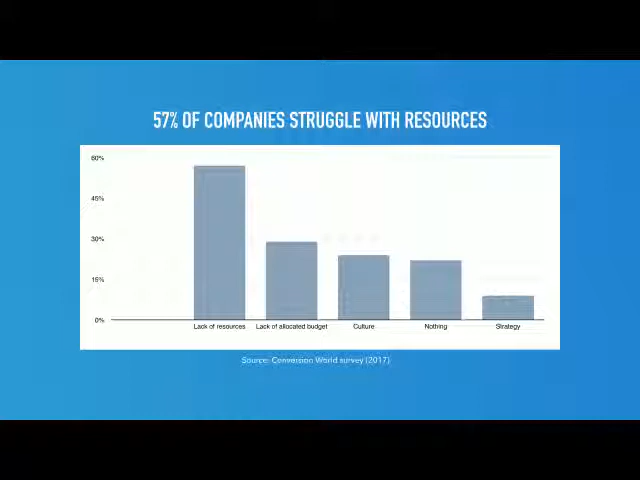 57% OF COMPANIES STRUGGLE WITH RESOURCES
60%
45%
30%
15%
0%
Lack of resources Lack of allocated budget Culture Nothing Strategy
Source: Conversion World survey (2017)